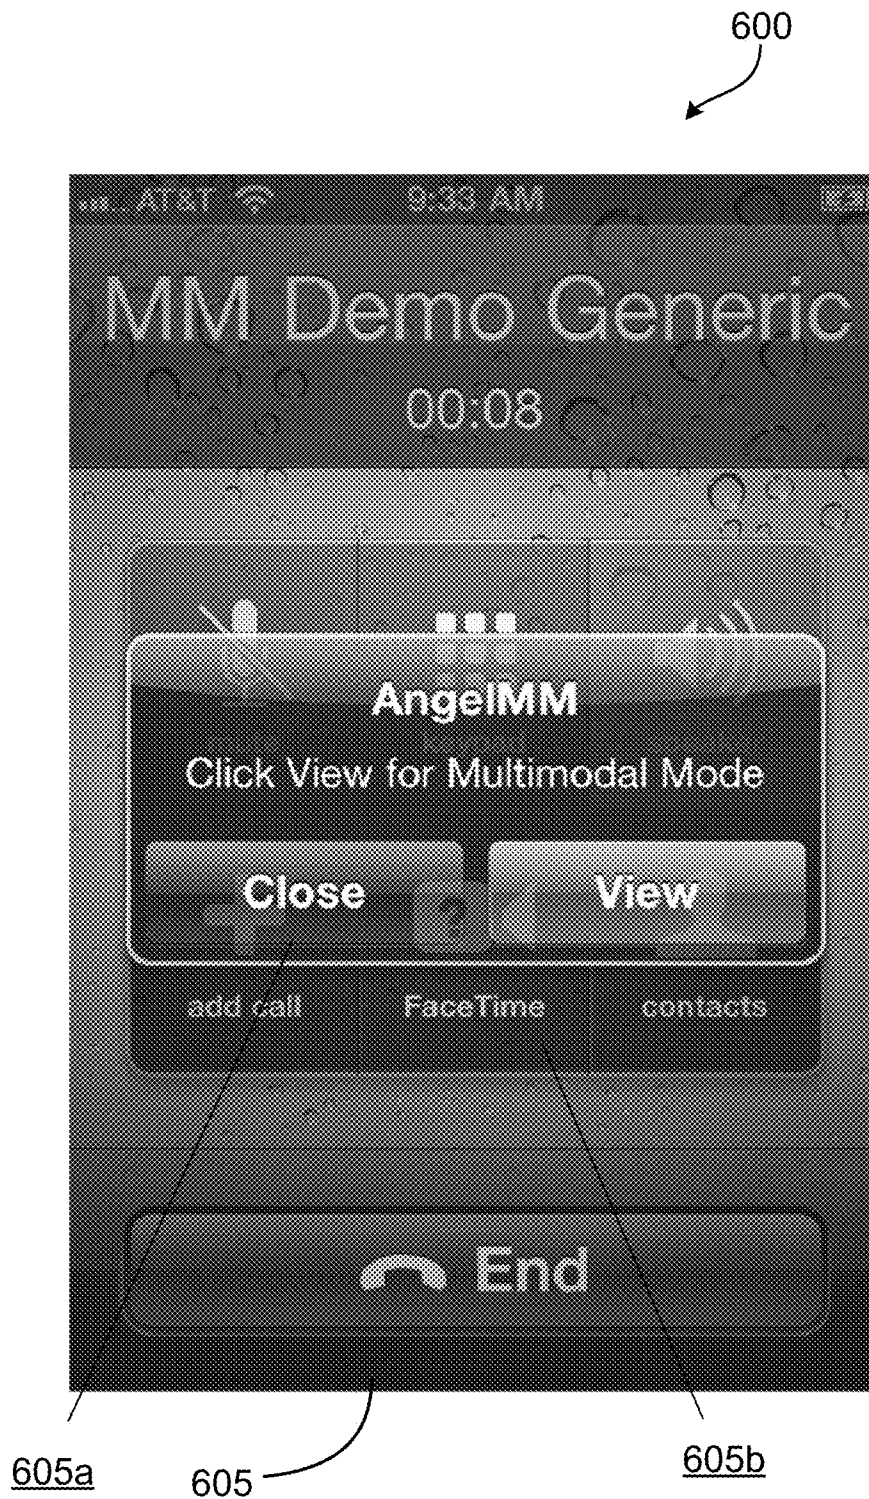 600
AT&T 9:33 AM
MM Demo Generic
00:08
AngelMM
Click View for Multimodal Mode
Close View
?
add call FaceTime contacts
End
605a 605 605b